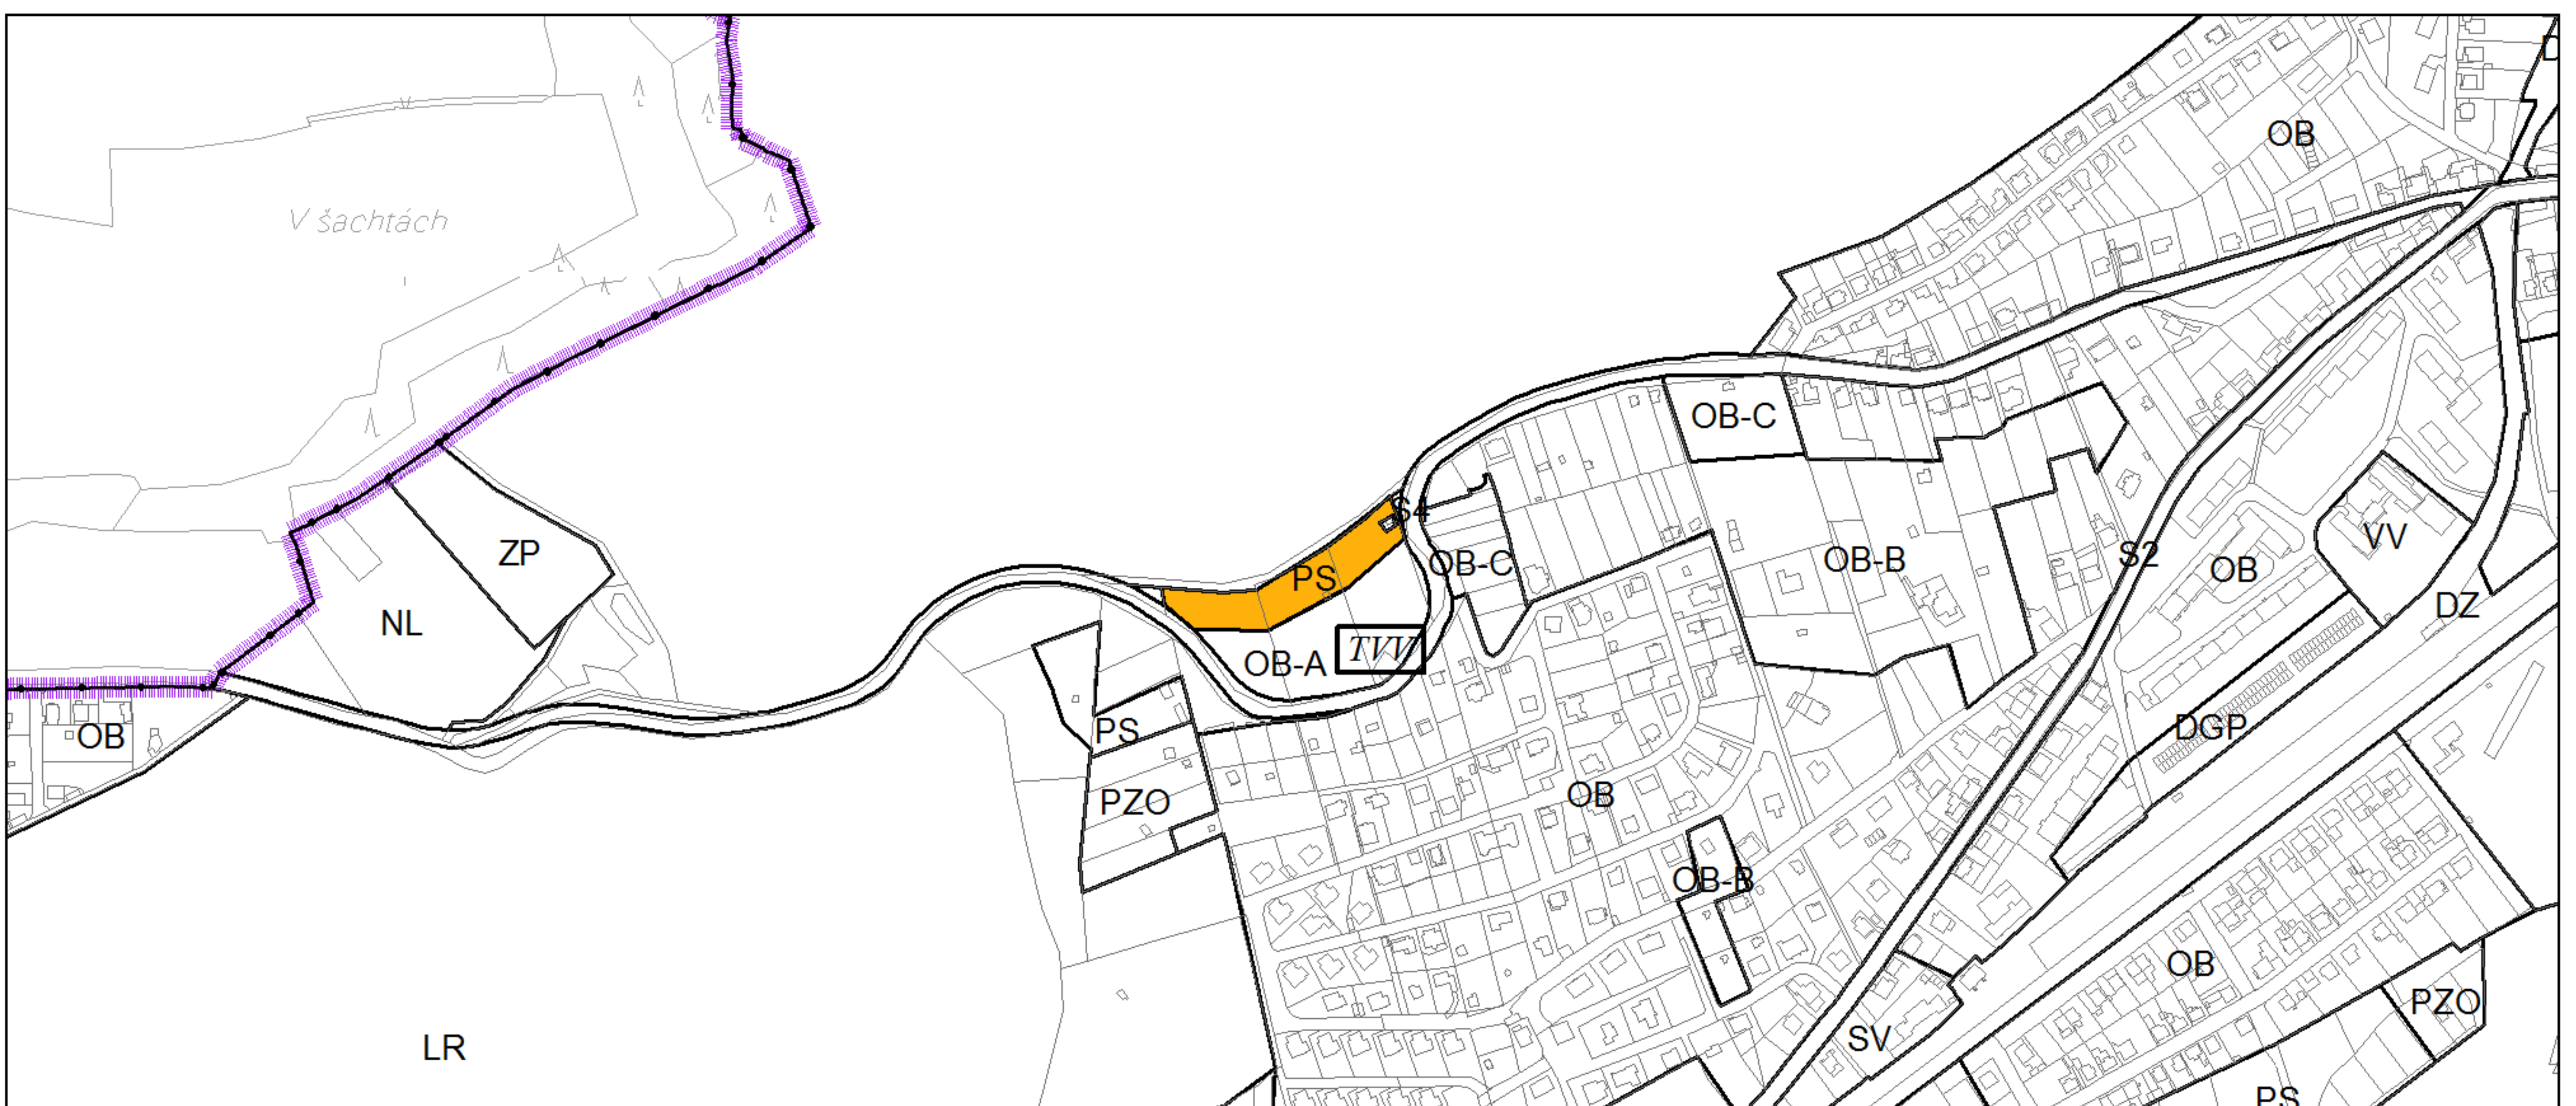 OB
V šachtách
OB-C
S4
VV
ZP
OB-C
OB-B
S2
OB
PS
DZ
NL
TVV
OB-A
PS
DGP
OB
OB
PZO
OB-B
OB
PZO
SV
LR
PS